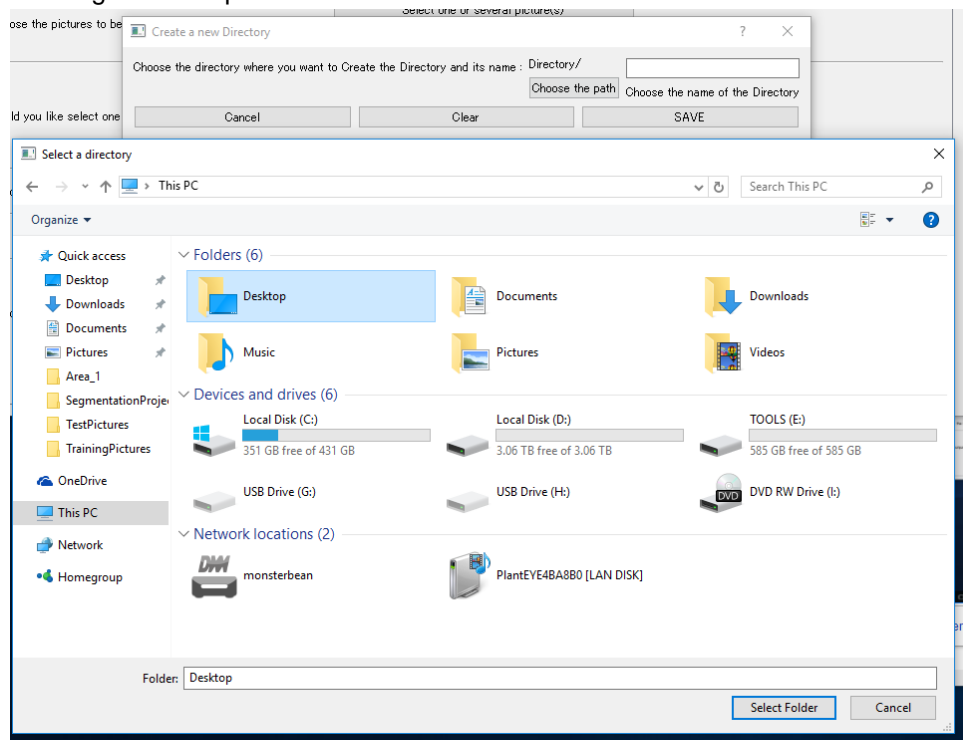 Select one or several picture(s)
ose the pictures to be
Create a new Directory
Choose the directory where you want to Create the Directory and its name : Directory/
Choose the path
Choose the name of the Directory
ld you like select one
Cancel
Clear
SAVE
Select a directory
This PC
Search This PC
Organize
Quick access
Desktop
Downloads
Documents
Pictures
Area_1
SegmentationProje
TestPictures
TrainingPictures
OneDrive
This PC
Network
Homegroup
Folders (6)
Desktop
Documents
Downloads
Music
Pictures
Videos
Devices and drives (6)
Local Disk (C:)
351 GB free of 431 GB
Local Disk (D:)
3.06 TB free of 3.06 TB
TOOLS (E:)
585 GB free of 585 GB
USB Drive (G:)
USB Drive (H:)
DVD
DVD RW Drive (I:)
Network locations (2)
monsterbean
PlantEYE4BA8B0 [LAN DISK]
Folder: Desktop
Select Folder
Cancel